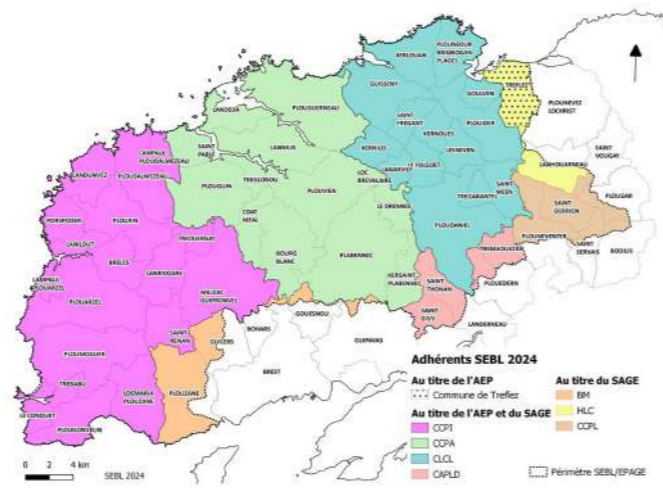 KERLOUAN
PLOUNEOUR
BRIGNOGAN
PLAGES
GUISSENY
GOULVEN
TREFLEZ
PLOUNEVEZ
LOCHRIST
LANDEDA
PLOUGUERNEAU
SAINT
FREGANT
PLOUIDER
KERNOUES
SAINT
PABU
LANNILIS
KERNILIS
LESNEVEN
LANHOUARNEAU
SAINT
VOUGAY
LAMPAUL
PLOUDALMEZEAU
LANDUNVEZ
PLOUDALMEZEAU
LOC
BREVALAIRE
LANARVILY
LE FOLGOET
PLOUGUIN
TREGLONOU
PLOUVIEN
LE DRENNEC
TREGARANTEC
SAINT
MEEN
SAINT
DERRIEN
PLOUGAR
PORSPODER
PLOURIN
COAT
MEAL
PLOUDANIEL
PLOUNEVENTER
SAINT
SERVAIS
BODILIS
LANILDUT
TREOUERGAT
BOURG
BLANC
PLABENNEC
TREMAOUEZAN
BRELES
LANRIVOARE
KERSAINT
PLABENNEC
SAINT
THONAN
PLOUEDERN
LAMPAUL
PLOUARZEL
PLOUARZEL
MILIZAC
GUIPRONVEL
GOUESNOU
SAINT
DIVY
LANDERNEAU
SAINT
RENAN
GUILERS
BOHARS
GUIPAVAS
PLOUMOGUER
BREST
TREBABU
LOCMARIA
PLOUZANE
PLOUZANE
LE CONQUET
PLOUGONVELIN
0 2 4 km
SEBL 2024
Adhérents SEBL 2024
Au titre de l'AEP
Commune de Treflez
Au titre de l'AEP et du SAGE
CCPI
CCPA
CLCL
CAPLD
Au titre du SAGE
BM
HLC
CCPL
Périmètre SEBL/EPAGE